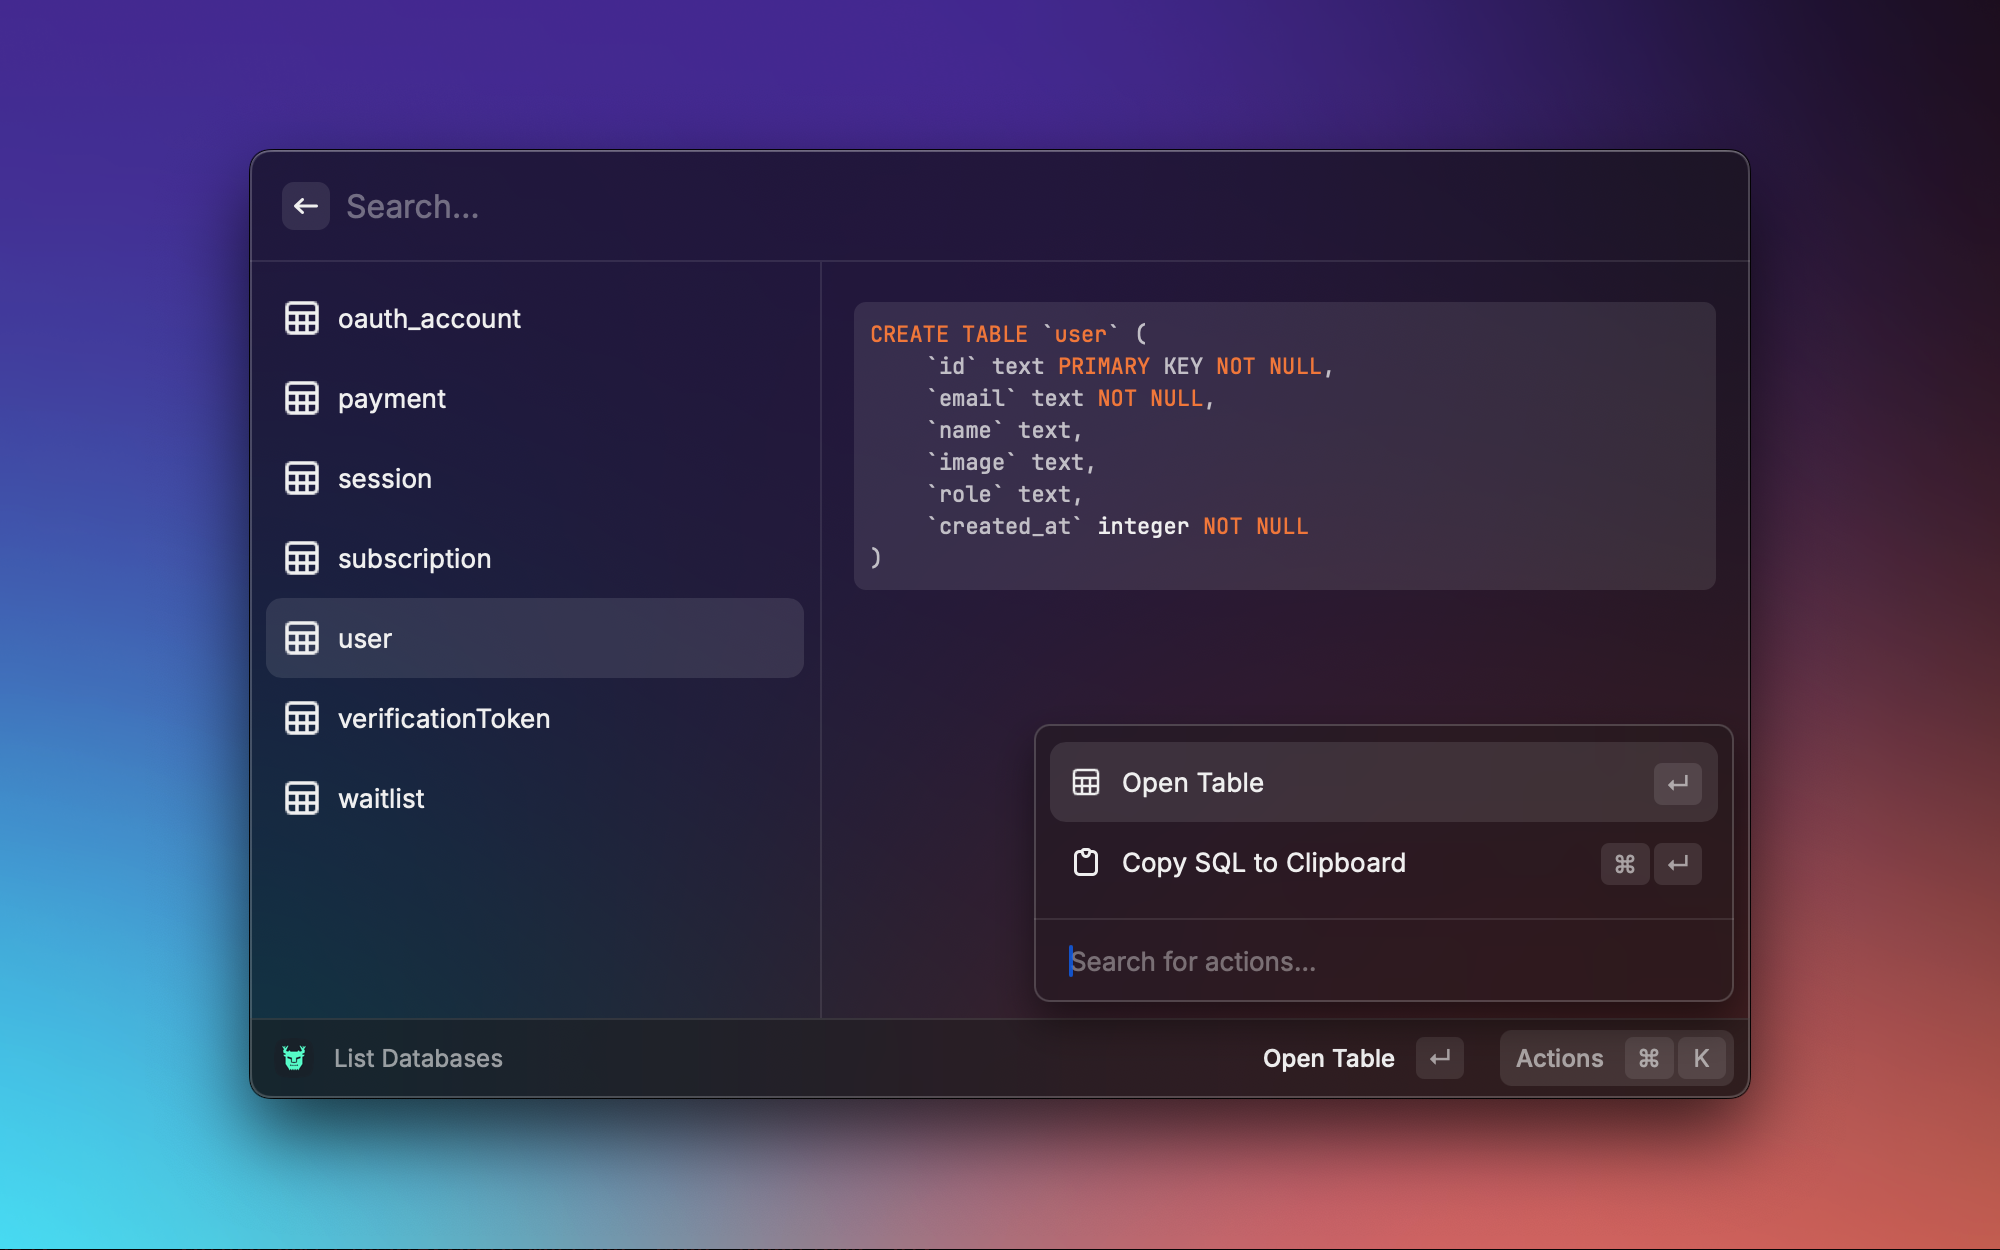 Search...
oauth_account
payment
session
subscription
user
verificationToken
waitlist
CREATE TABLE `user` (
    `id` text PRIMARY KEY NOT NULL,
    `email` text NOT NULL,
    `name` text,
    `image` text,
    `role` text,
    `created_at` integer NOT NULL
)
Open Table ↵
Copy SQL to Clipboard ⌘ ↵
Search for actions...
List Databases
Open Table ↵ Actions ⌘ K